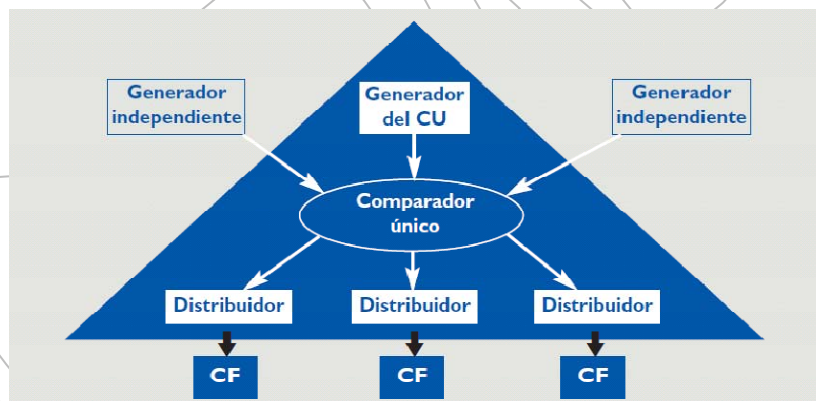 Generador
independiente
Generador
del CU
Generador
independiente
Comparador
único
Distribuidor
Distribuidor
Distribuidor
CF
CF
CF